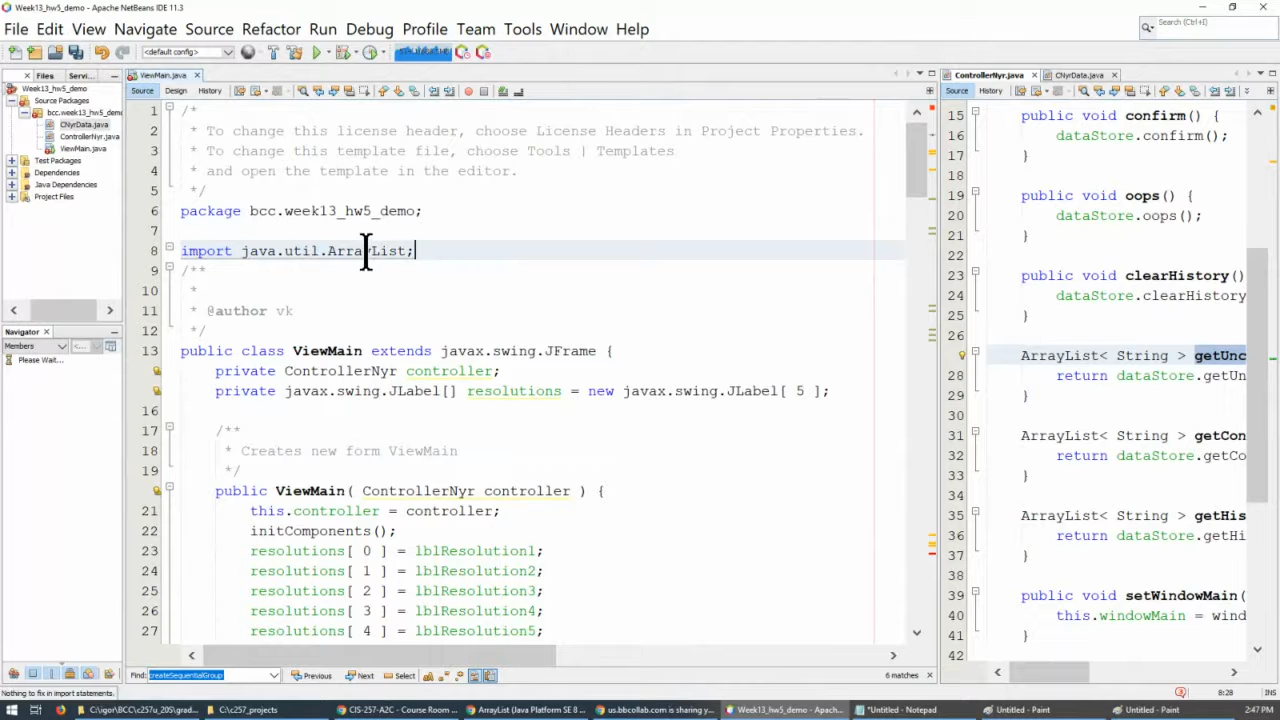 Week13_hw5_demo - Apache NetBeans IDE 11.3
File Edit View Navigate Source Refactor Run Debug Profile Team Tools Window Help
Search (Ctrl+I)
<default config>
Files Servi...
Week13_hw5_demo
Source Packages
bcc.week13_hw5_demo
CNyrData.java
ControllerNyr.java
ViewMain.java
Test Packages
Dependencies
Java Dependencies
Project Files
Navigator
Members
Please Wait...
ViewMain.java
Source Design History
1 /*
2 * To change this license header, choose License Headers in Project Properties.
3 * To change this template file, choose Tools | Templates
4 * and open the template in the editor.
5 */
6 package bcc.week13_hw5_demo;
7
8 import java.util.ArrayList;
9 /**
10 *
11 * @author vk
12 */
13 public class ViewMain extends javax.swing.JFrame {
private ControllerNyr controller;
private javax.swing.JLabel[] resolutions = new javax.swing.JLabel[ 5 ];
16
17 /**
18 * Creates new form ViewMain
19 */
public ViewMain( ControllerNyr controller ) {
21 this.controller = controller;
22 initComponents();
23 resolutions[ 0 ] = lblResolution1;
24 resolutions[ 1 ] = lblResolution2;
25 resolutions[ 2 ] = lblResolution3;
26 resolutions[ 3 ] = lblResolution4;
27 resolutions[ 4 ] = lblResolution5;
ControllerNyr.java CNyrData.java
Source History
15 public void confirm() {
16 dataStore.confirm();
17 }
18
19 public void oops() {
20 dataStore.oops();
21 }
22
23 public void clearHistory()
24 dataStore.clearHistory
25 }
26
ArrayList< String > getUnc
28 return dataStore.getUn
29 }
30
31 ArrayList< String > getCon
32 return dataStore.getCo
33 }
34
35 ArrayList< String > getHis
36 return dataStore.getHi
37 }
38
39 public void setWindowMain(
40 this.windowMain = wind
41 }
42
Find: createSequentialGroup Previous Next Select 6 matches
Nothing to fix in import statements. 8:28 INS
C:\igor\BCC\c257u_20S\grad... C:\c257_projects CIS-257-A2C - Course Room ... ArrayList (Java Platform SE 8 ... us.bbcollab.com is sharing y... Week13_hw5_demo - Apac... *Untitled - Notepad Untitled - Paint Untitled - Paint 2:47 PM